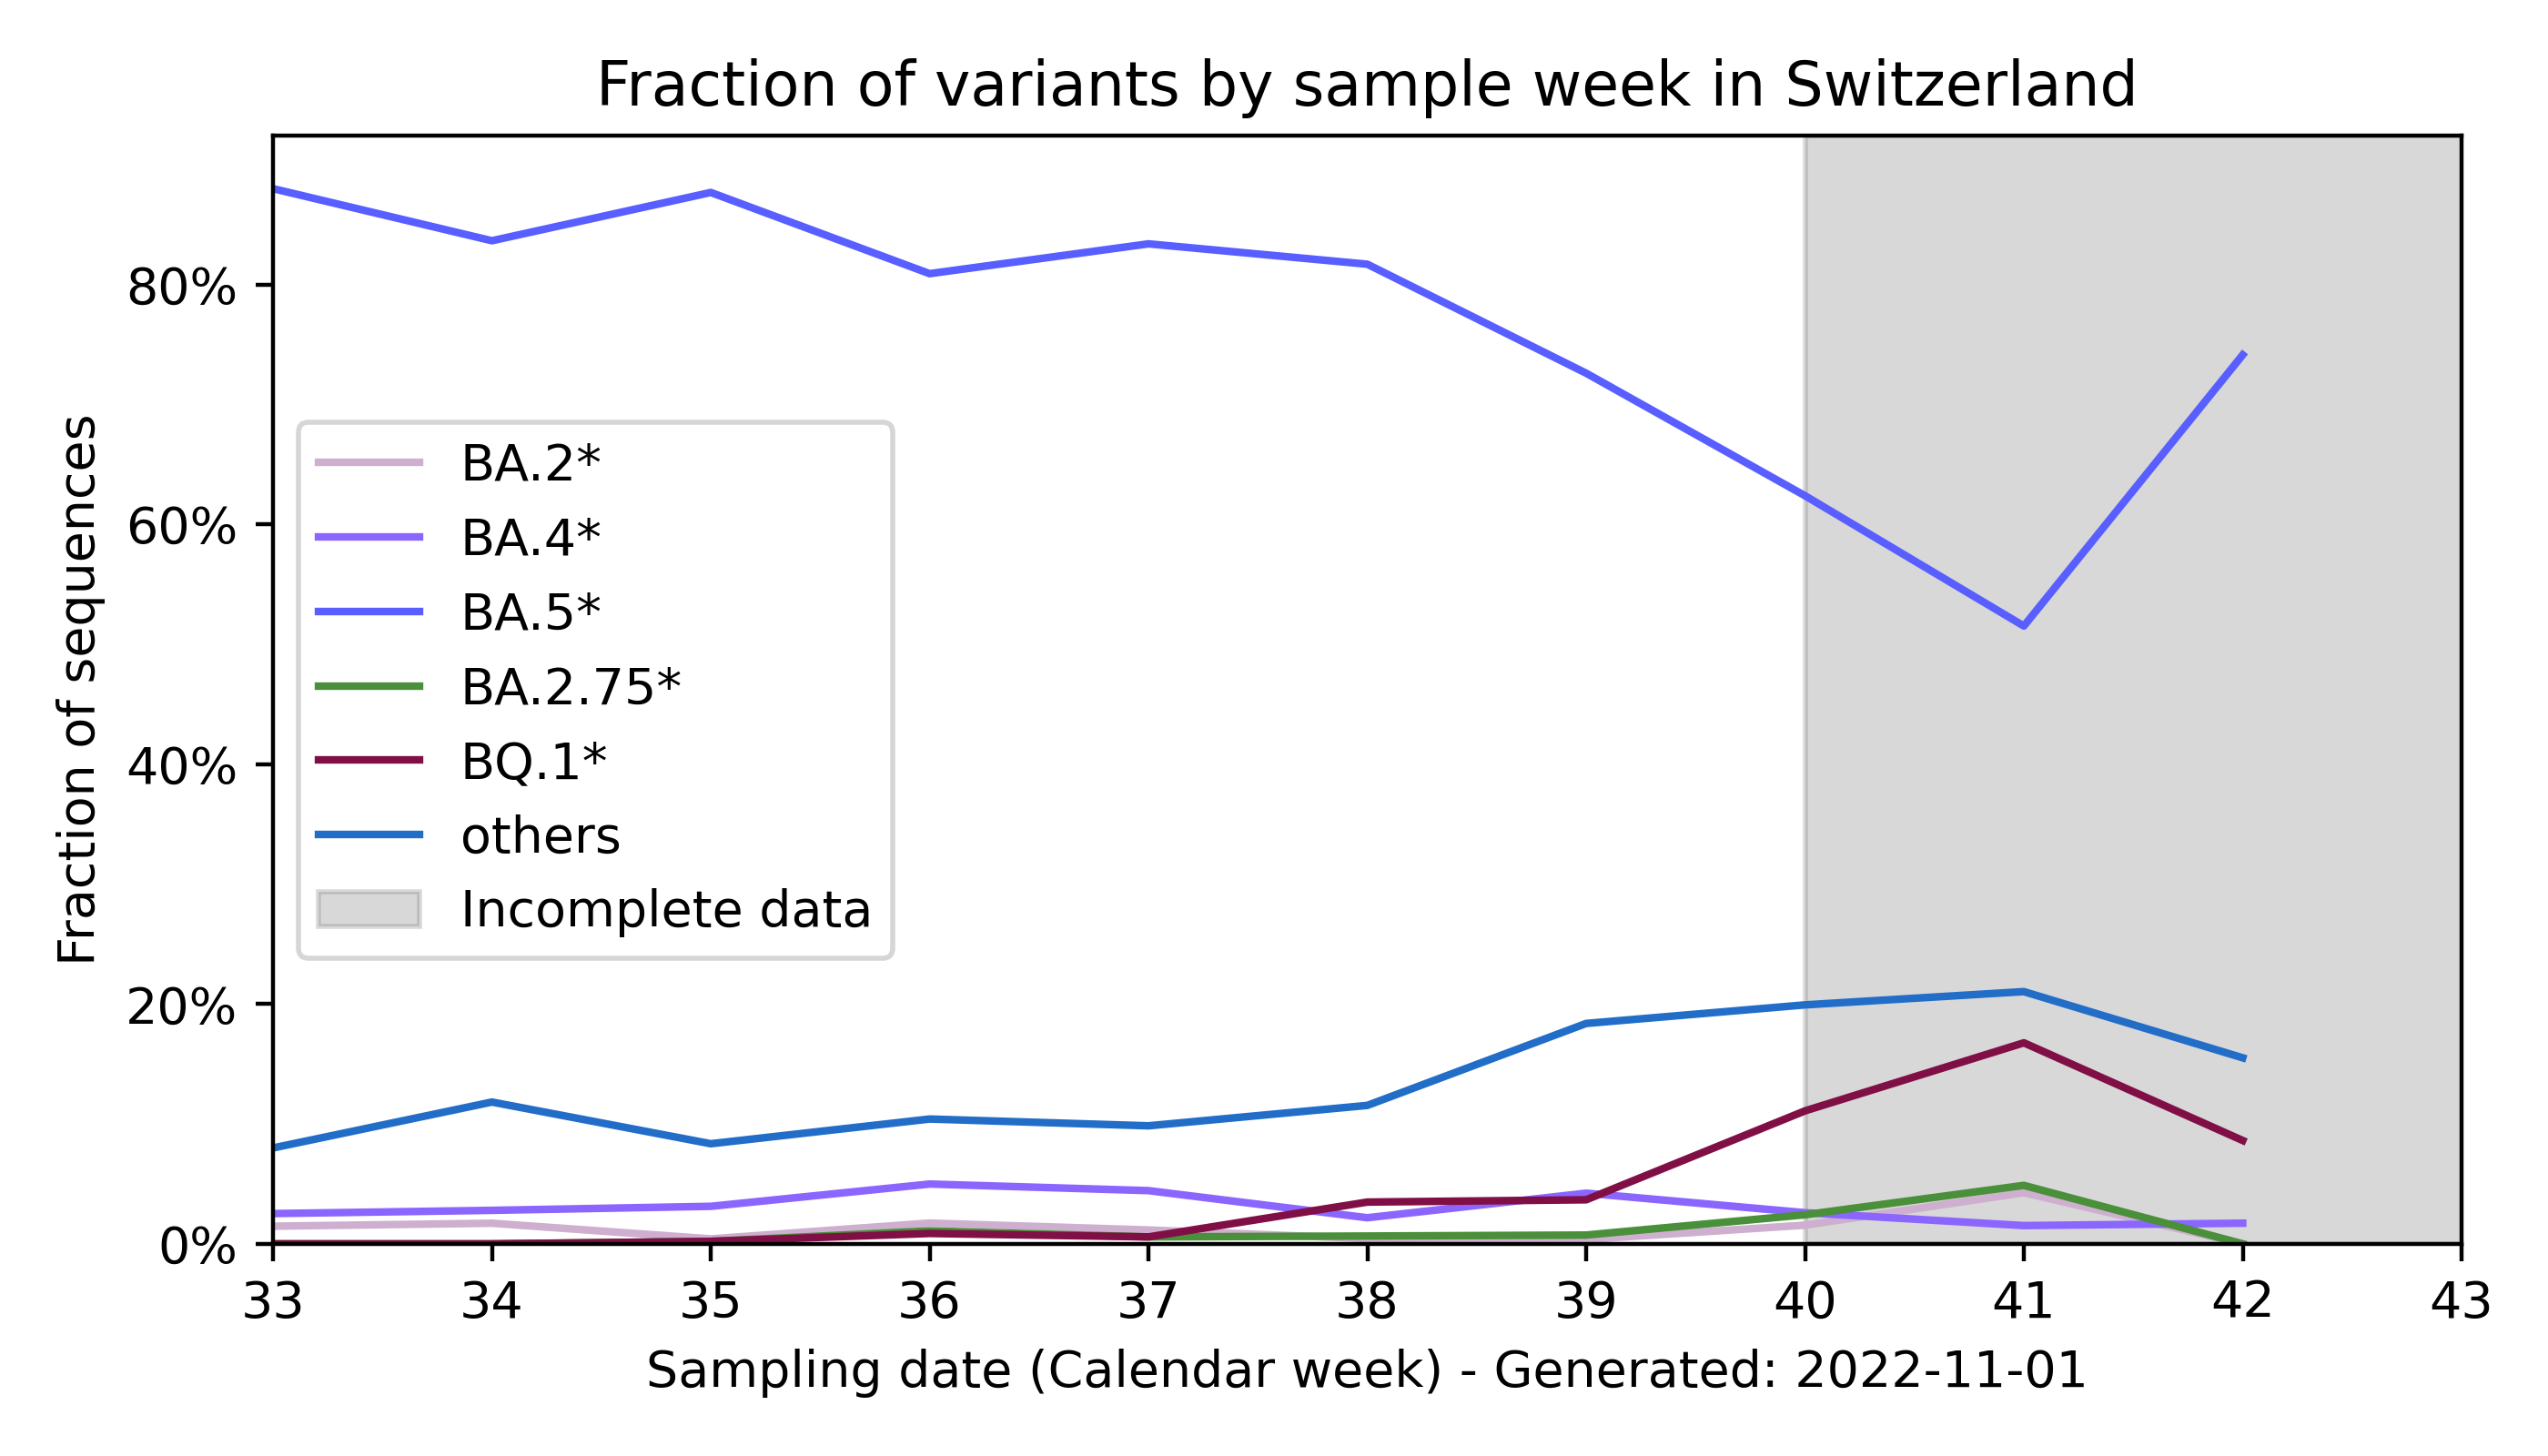 Fraction of variants by sample week in Switzerland
Fraction of sequences
80%
60%
40%
20%
0%
BA.2*
BA.4*
BA.5*
BA.2.75*
BQ.1*
others
Incomplete data
33 34 35 36 37 38 39 40 41 42 43
Sampling date (Calendar week) - Generated: 2022-11-01